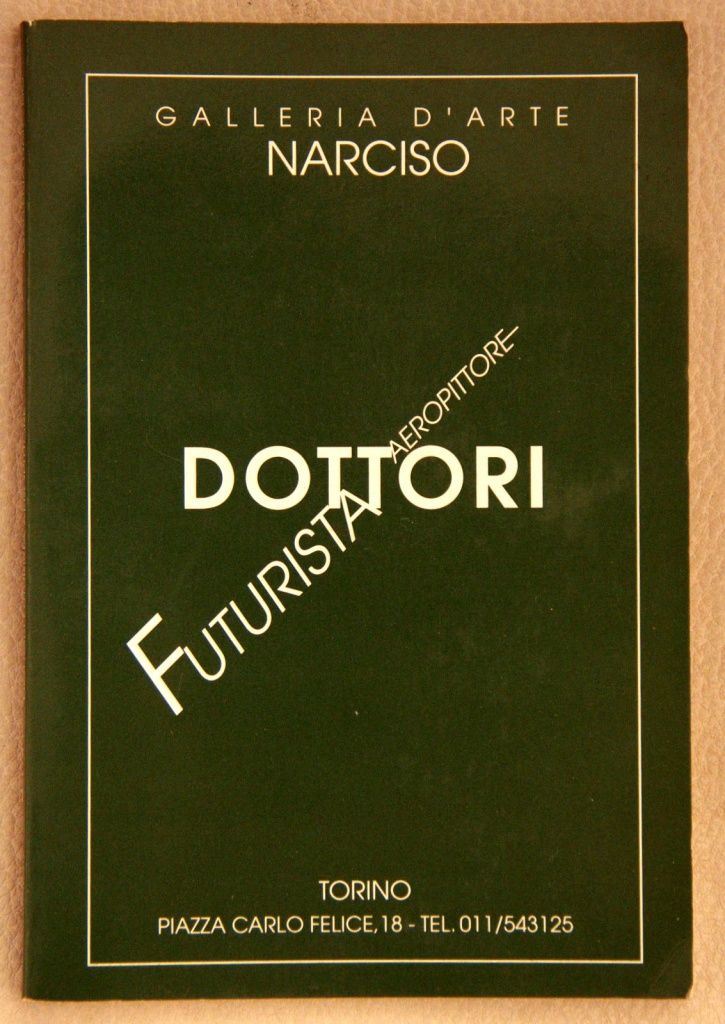 GALLERIA D'ARTE
NARCISO
DOTTORI
FUTURISTA AEROPITTORE
TORINO
PIAZZA CARLO FELICE, 18 - TEL. 011/543125